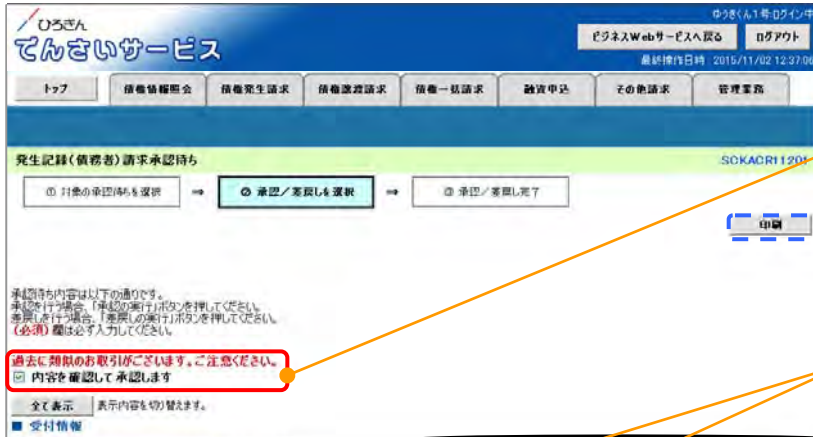 ひろぎん
ゆうきくん1号:ログイン中
でんさいサービス
ビジネスWebサービスへ戻る
ログアウト
最終操作日時 2015/11/02 12:37:06
トップ
債権情報照会
債権発生請求
債権譲渡請求
債権一括請求
融資申込
その他請求
管理業務
発生記録(債務者)請求承認待ち
SCKACR11201
① 対象の承認待ちを選択
⇒
② 承認/差戻しを選択
⇒
③ 承認/差戻し完了
印刷
承認待ち内容は以下の通りです。
承認を行う場合、「承認の実行」ボタンを押してください。
差戻しを行う場合、「差戻しの実行」ボタンを押してください。
(必須)欄は必ず入力してください。
過去に類似のお取引がございます。ご注意ください。
内容を確認して承認します
全て表示
表示内容を切り替えます。
■ 受付情報